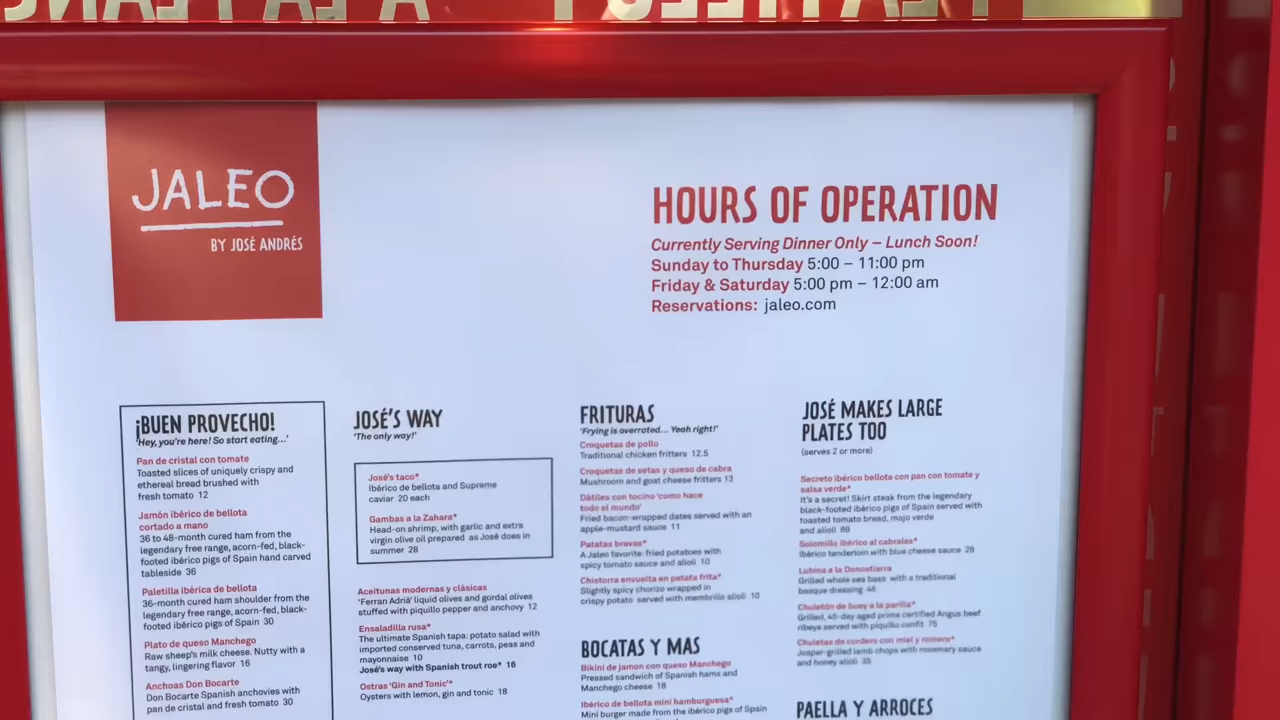 JALEO
BY JOSÉ ANDRÉS
HOURS OF OPERATION
Currently Serving Dinner Only – Lunch Soon!
Sunday to Thursday 5:00 – 11:00 pm
Friday & Saturday 5:00 pm – 12:00 am
Reservations: jaleo.com
¡BUEN PROVECHO!
'Hey, you're here! So start eating...'
Pan de cristal con tomate
Toasted slices of uniquely crispy and
ethereal bread brushed with
fresh tomato 12
Jamón ibérico de bellota
cortado a mano
36 to 48-month cured ham from the
legendary free range, acorn-fed, black-
footed ibérico pigs of Spain hand carved
tableside 36
Paletilla ibérica de bellota
36-month cured ham shoulder from the
legendary free range, acorn-fed, black-
footed ibérico pigs of Spain 30
Plato de queso Manchego
Raw sheep's milk cheese. Nutty with a
tangy, lingering flavor 16
Anchoas Don Bocarte
Don Bocarte Spanish anchovies with
pan de cristal and fresh tomato 30
JOSÉ'S WAY
'The only way!'
José's taco*
Ibérico de bellota and Supreme
caviar 20 each
Gambas a la Zahara*
Head-on shrimp, with garlic and extra
virgin olive oil prepared as José does in
summer 28
Aceitunas modernas y clásicas
'Ferran Adrià' liquid olives and gordal olives
stuffed with piquillo pepper and anchovy 12
Ensaladilla rusa*
The ultimate Spanish tapa: potato salad with
imported conserved tuna, carrots, peas and
mayonnaise 10
José's way with Spanish trout roe* 16
Ostras 'Gin and Tonic'*
Oysters with lemon, gin and tonic 18
FRITURAS
'Frying is overrated... Yeah right!'
Croquetas de pollo
Traditional chicken fritters 12.5
Croquetas de setas y queso de cabra
Mushroom and goat cheese fritters 13
Dátiles con tocino 'como hace
todo el mundo'
Fried bacon-wrapped dates served with an
apple-mustard sauce 11
Patatas bravas*
A Jaleo favorite: fried potatoes with
spicy tomato sauce and alioli 10
Chistorra envuelta en patata frita*
Slightly spicy chorizo wrapped in
crispy potato served with membrillo alioli 10
BOCATAS Y MAS
Bikini de jamon con queso Manchego
Pressed sandwich of Spanish hams and
Manchego cheese 18
Ibérico de bellota mini hamburguesa*
Mini burger made from the ibérico pigs of Spain
JOSÉ MAKES LARGE
PLATES TOO
(serves 2 or more)
Secreto ibérico bellota con pan con tomate y
salsa verde*
It's a secret! Skirt steak from the legendary
black-footed ibérico pigs of Spain served with
toasted tomato bread, mojo verde
and alioli 69
Solomillo ibérico al cabrales*
Ibérico tenderloin with blue cheese sauce 28
Lubina a la Donostiarra
Grilled whole sea bass with a traditional
basque dressing 46
Chuletón de buey a la parilla*
Grilled, 45-day aged prime certified Angus beef
ribeye served with piquillo confit 75
Chuletas de cordero con miel y romero*
Josper-grilled lamb chops with rosemary sauce
and honey alioli 35
PAELLA Y ARROCES